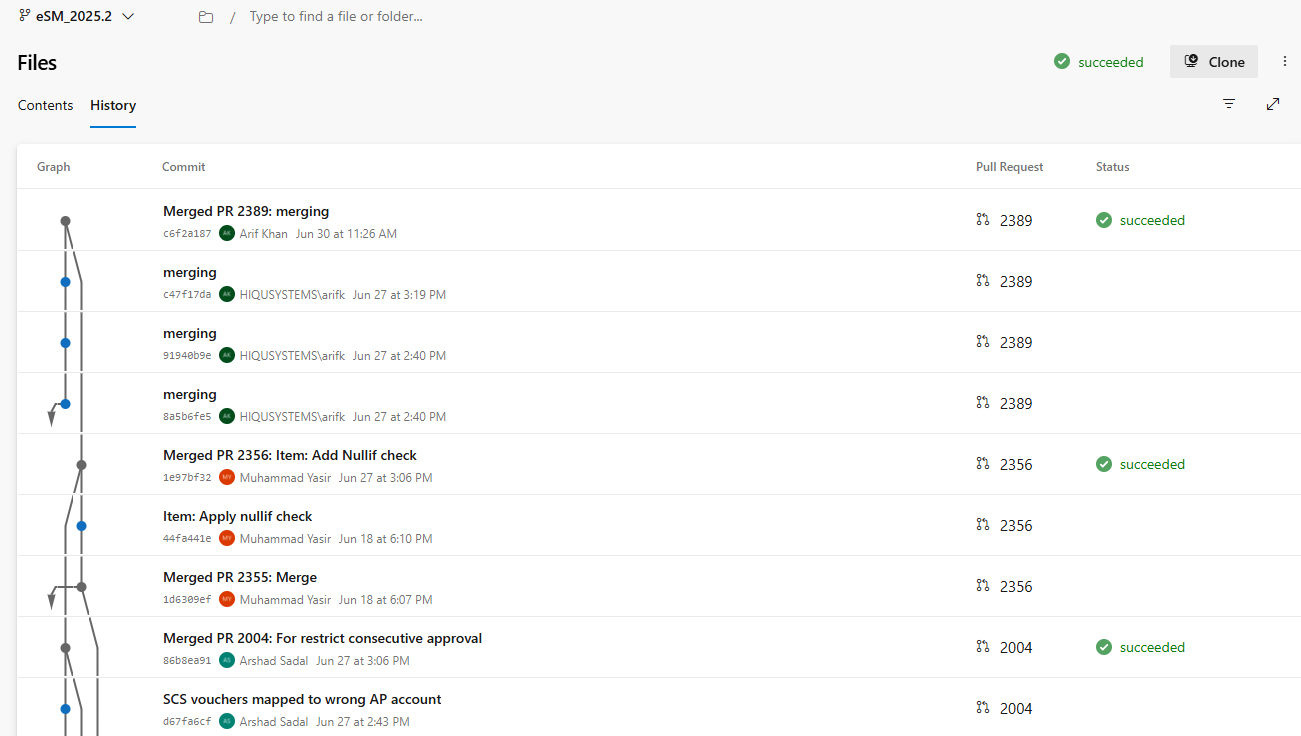 eSM_2025.2 / Type to find a file or folder...
Files succeeded Clone
Contents History
Graph Commit Pull Request Status
Merged PR 2389: merging
c6f2a187 AK Arif Khan Jun 30 at 11:26 AM 2389 succeeded
merging
c47f17da AK HIQUSYSTEMS\arifk Jun 27 at 3:19 PM 2389
merging
91940b9e AK HIQUSYSTEMS\arifk Jun 27 at 2:40 PM 2389
merging
8a5b6fe5 AK HIQUSYSTEMS\arifk Jun 27 at 2:40 PM 2389
Merged PR 2356: Item: Add Nullif check
1e97bf32 MY Muhammad Yasir Jun 27 at 3:06 PM 2356 succeeded
Item: Apply nullif check
44fa441e MY Muhammad Yasir Jun 18 at 6:10 PM 2356
Merged PR 2355: Merge
1d6309ef MY Muhammad Yasir Jun 18 at 6:07 PM 2356
Merged PR 2004: For restrict consecutive approval
86b8ea91 AS Arshad Sadal Jun 27 at 3:06 PM 2004 succeeded
SCS vouchers mapped to wrong AP account
d67fa6cf AS Arshad Sadal Jun 27 at 2:43 PM 2004